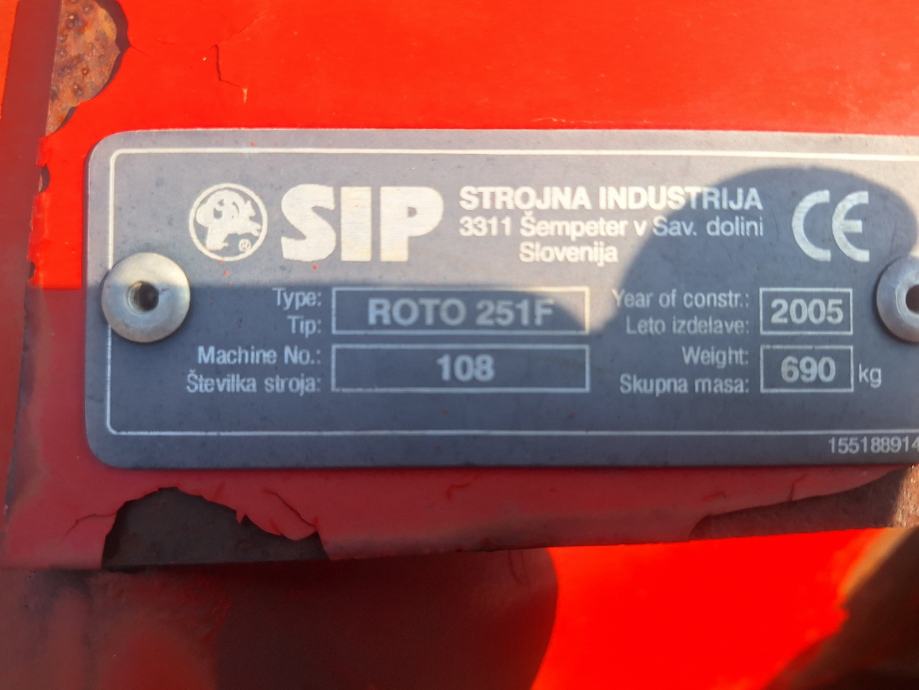 SIP
STROJNA INDUSTRIJA
3311 Šempeter v Sav. dolini
Slovenija
CE
Type:
Tip:
ROTO 251F
Year of constr.:
Leto izdelave:
2005
Machine No.:
Številka stroja:
108
Weight:
Skupna masa:
690 kg
155188914